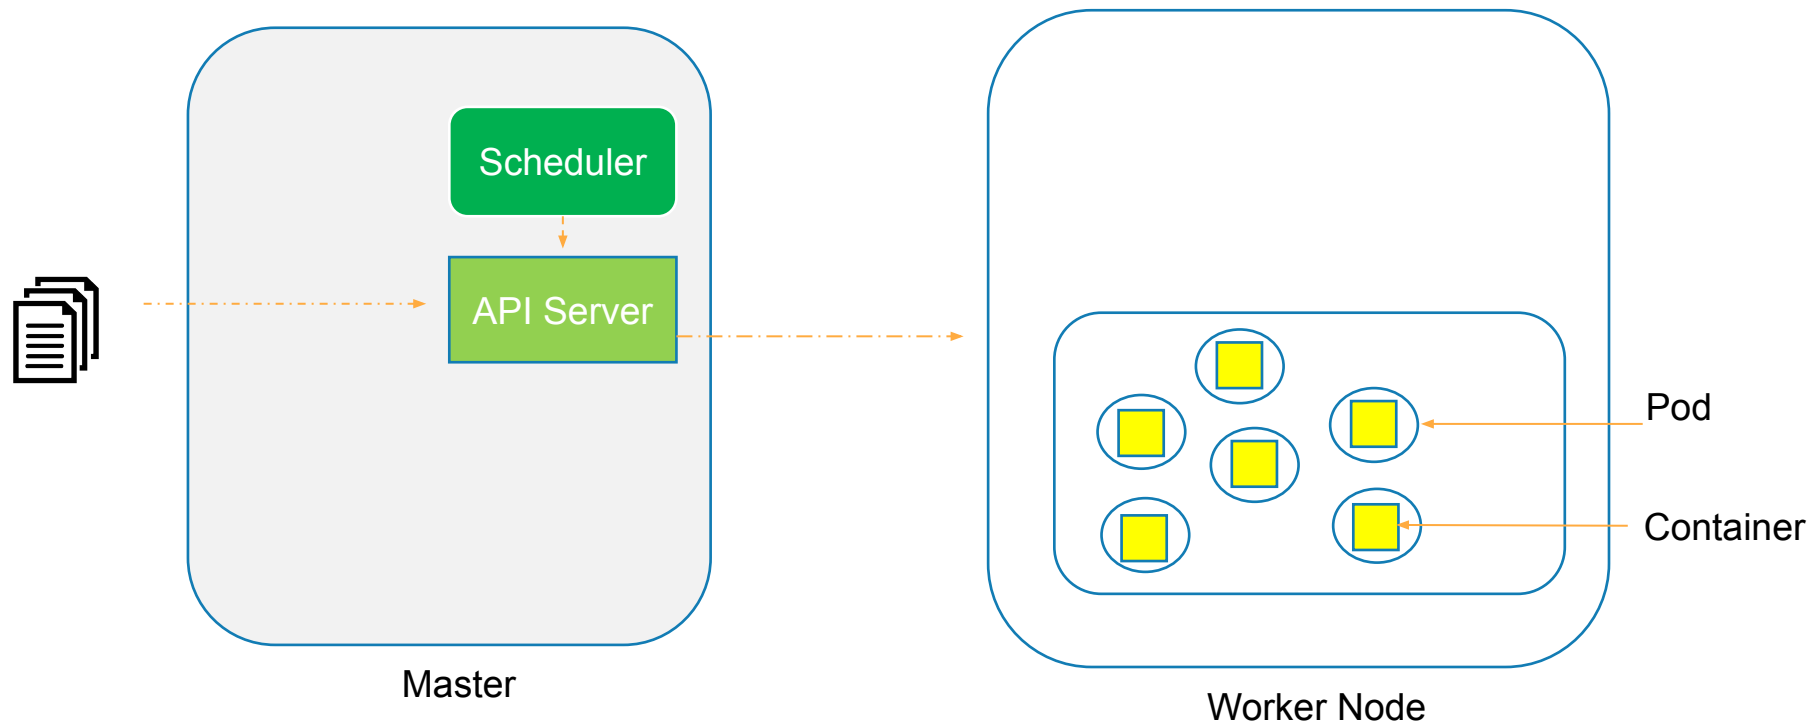 Scheduler
API Server
Pod
Container
Master
Worker Node